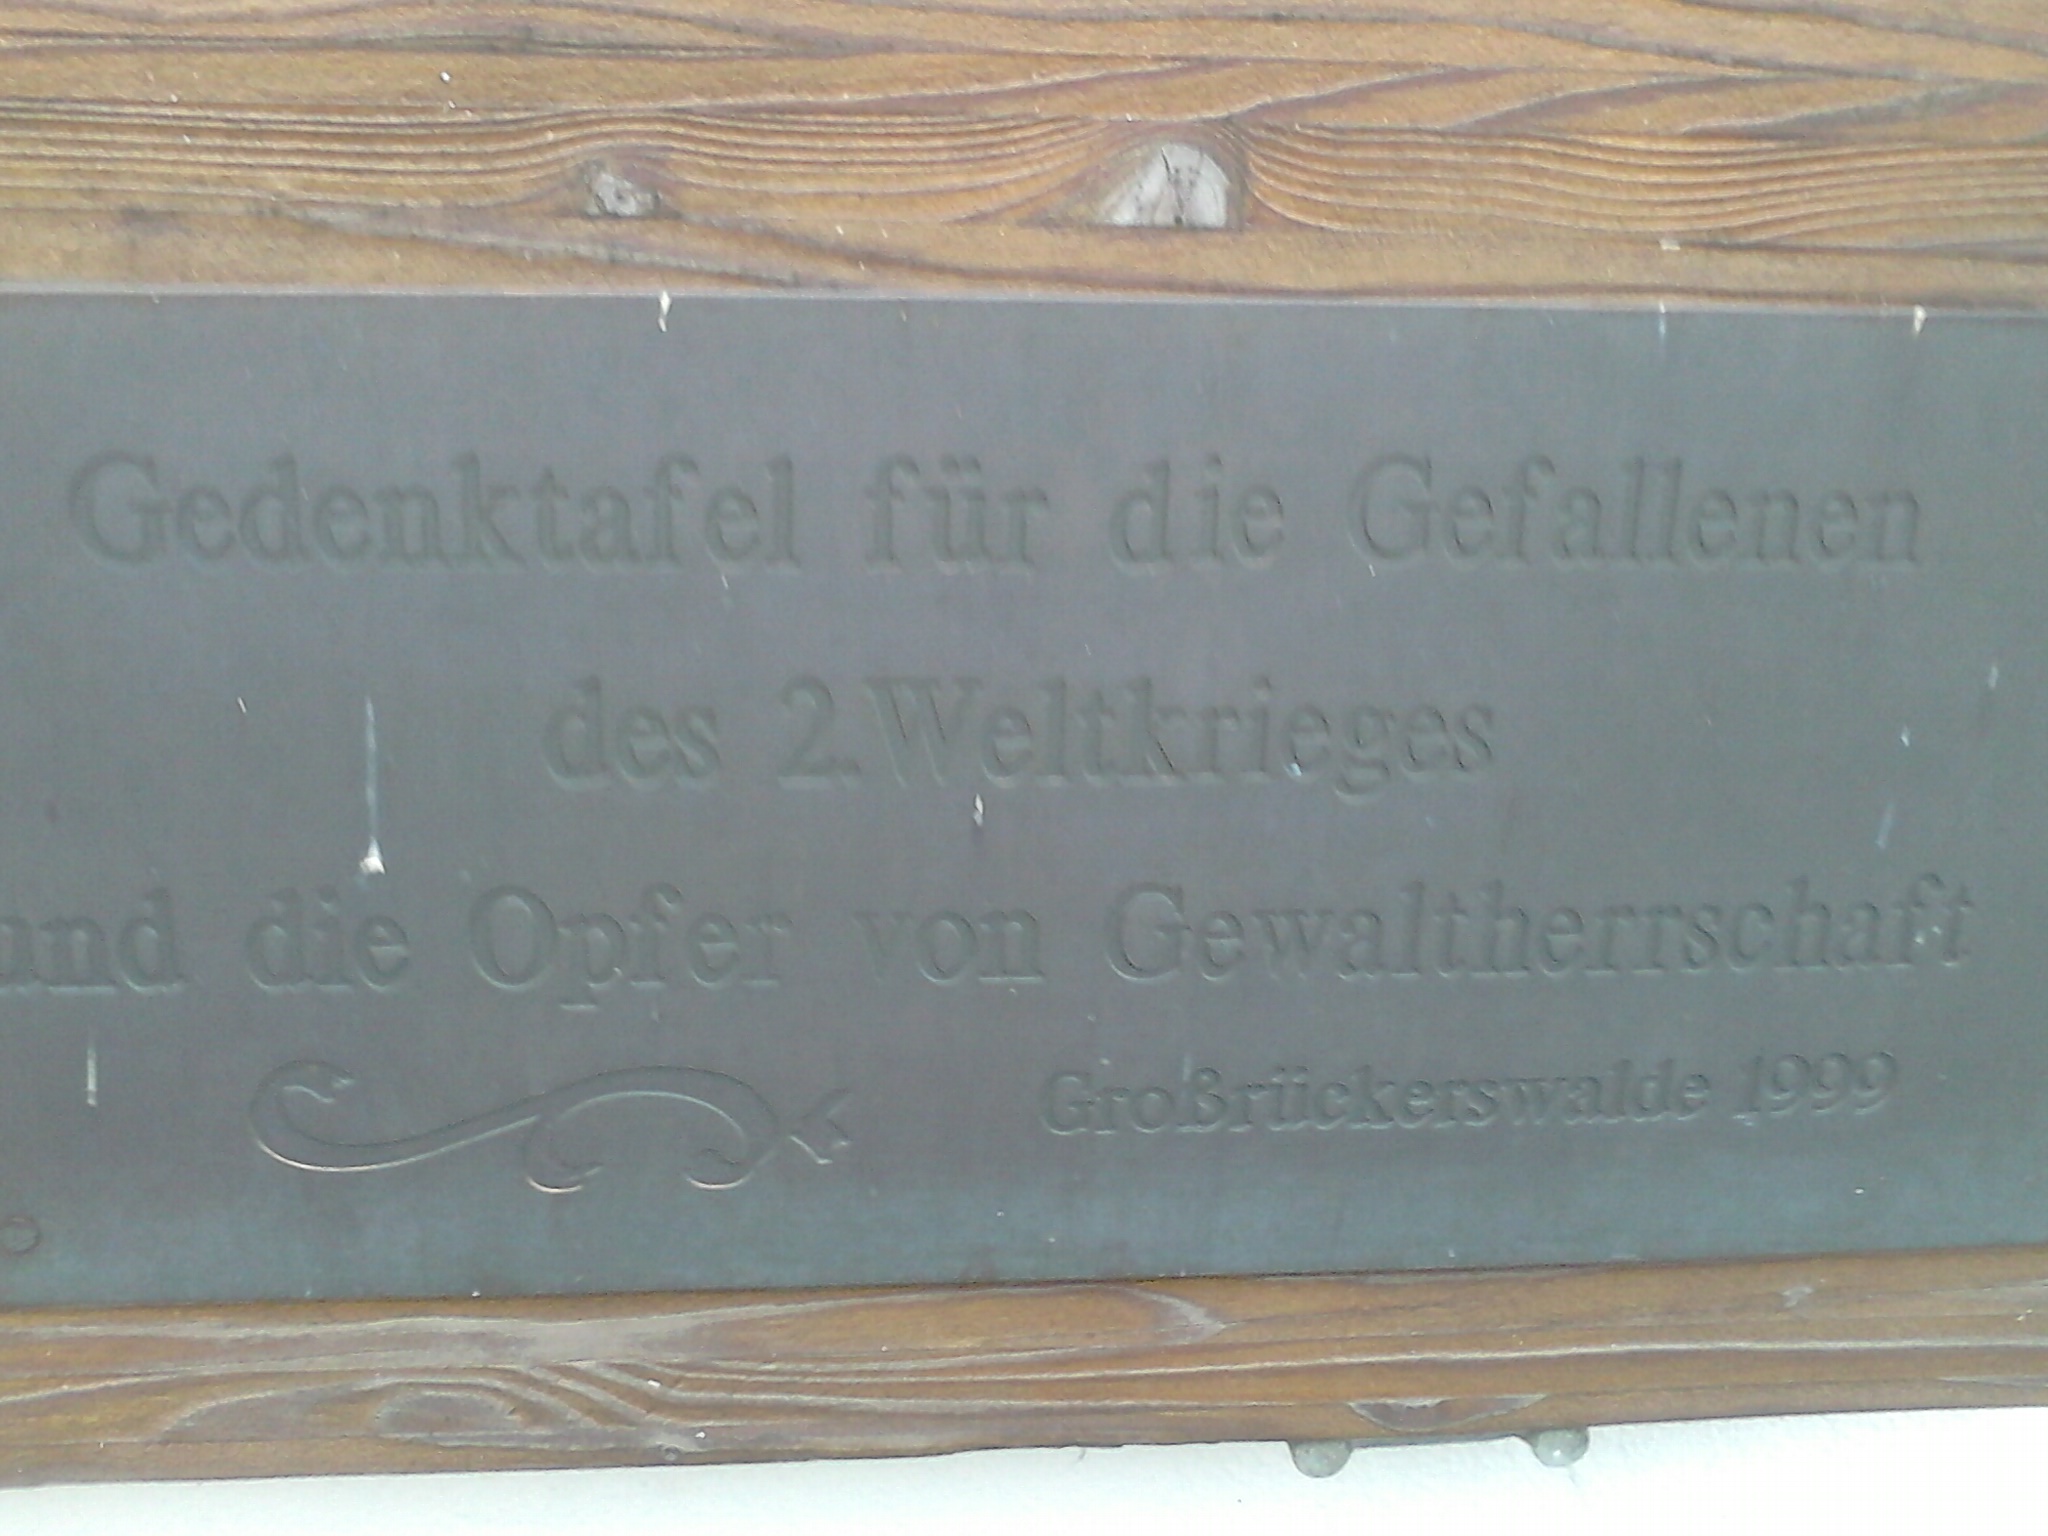 Gedenktafel für die Gefallenen
des 2. Weltkrieges
und die Opfer von Gewaltherrschaft
Großrückerswalde 1999